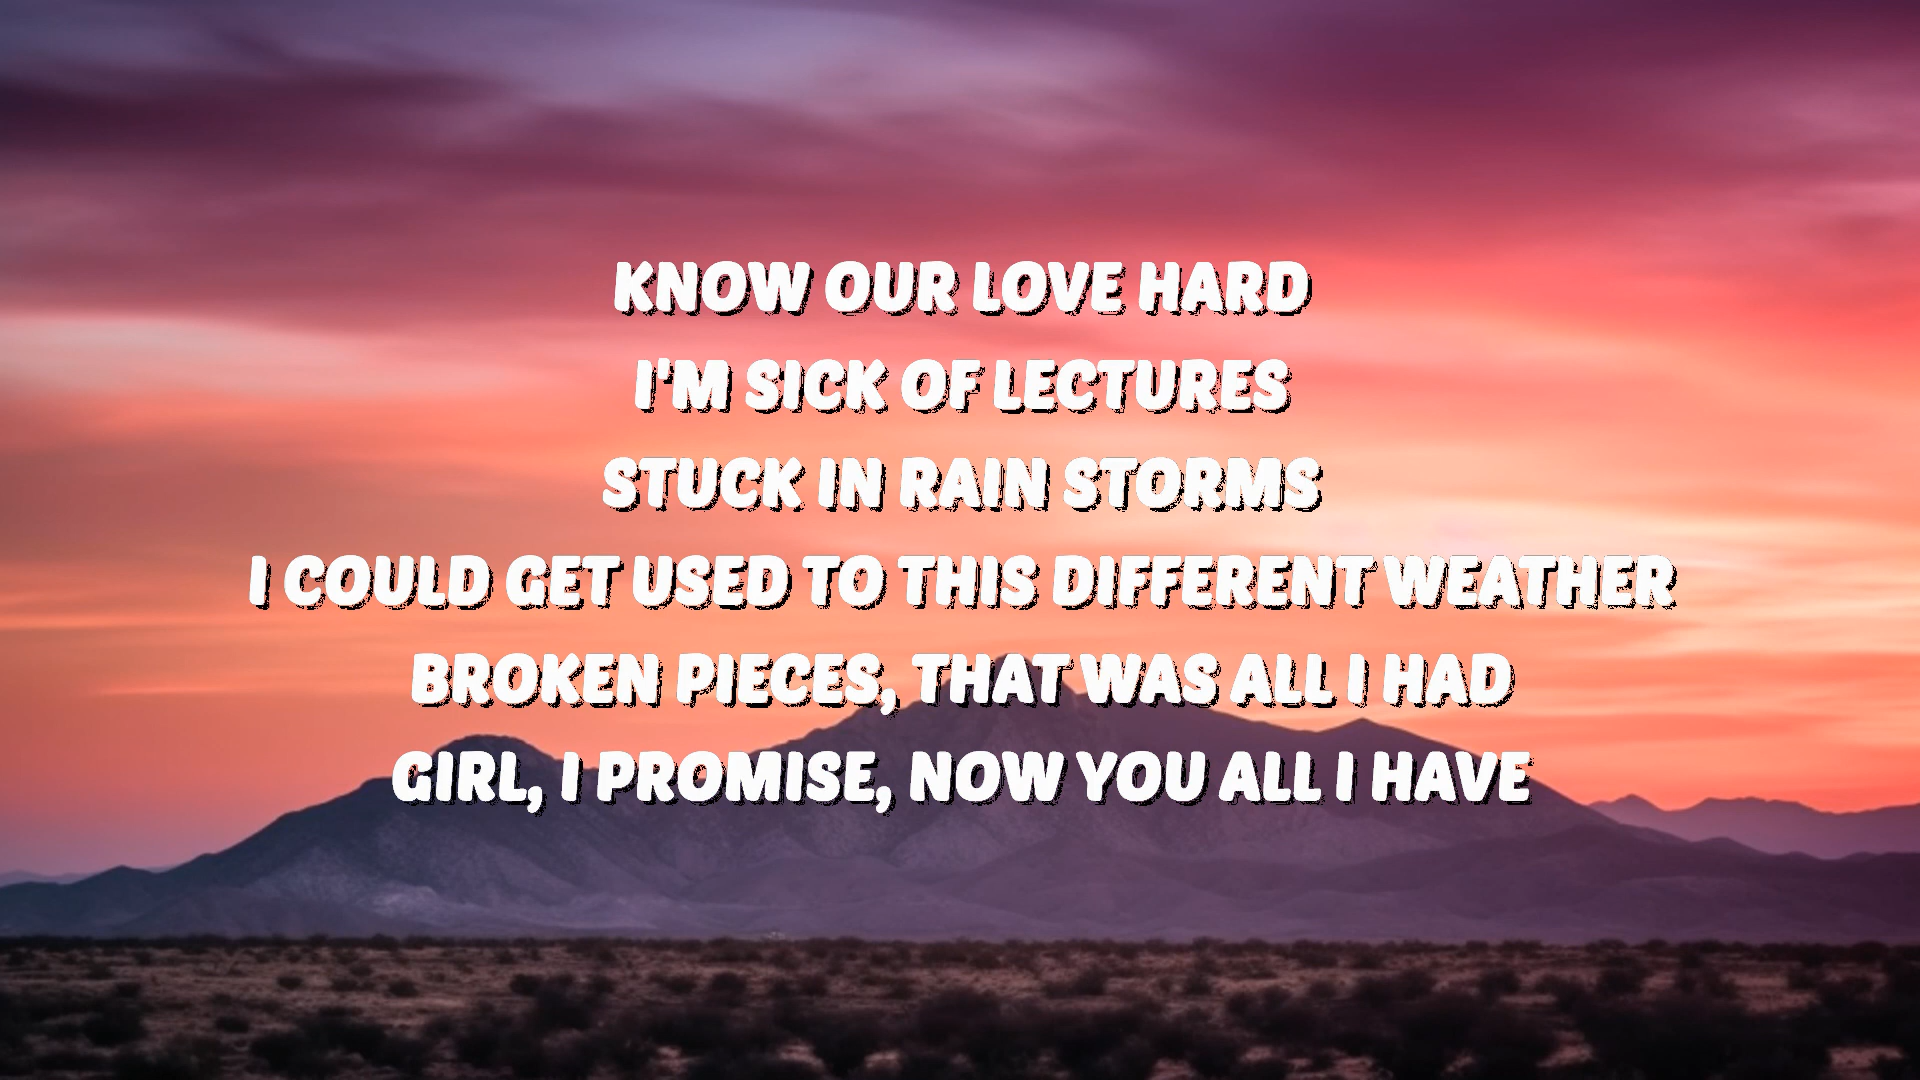 KNOW OUR LOVE HARD
I'M SICK OF LECTURES
STUCK IN RAIN STORMS
I COULD GET USED TO THIS DIFFERENT WEATHER
BROKEN PIECES, THAT WAS ALL I HAD
GIRL, I PROMISE, NOW YOU ALL I HAVE